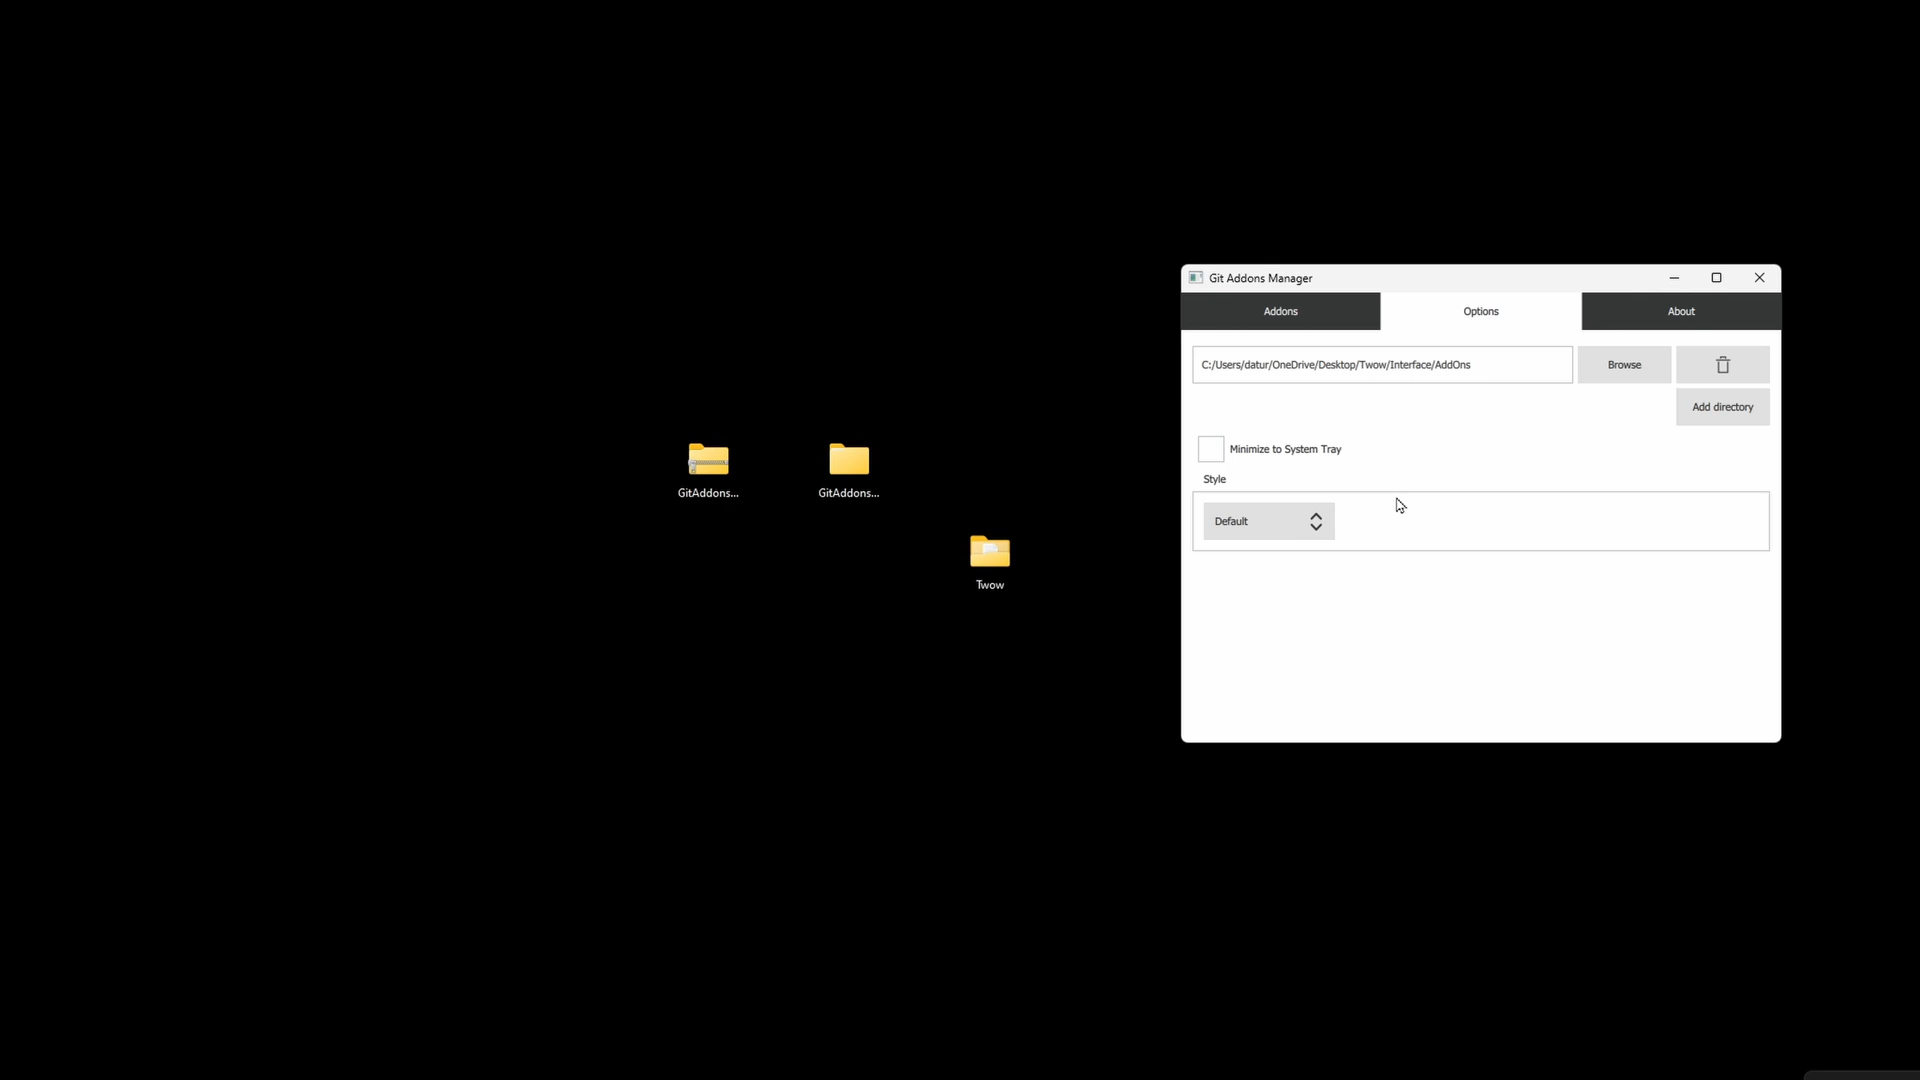 Git Addons Manager
Addons
Options
About
C:/Users/datur/OneDrive/Desktop/Twow/Interface/AddOns
Browse
Add directory
Minimize to System Tray
Style
Default
GitAddons...
GitAddons...
Twow